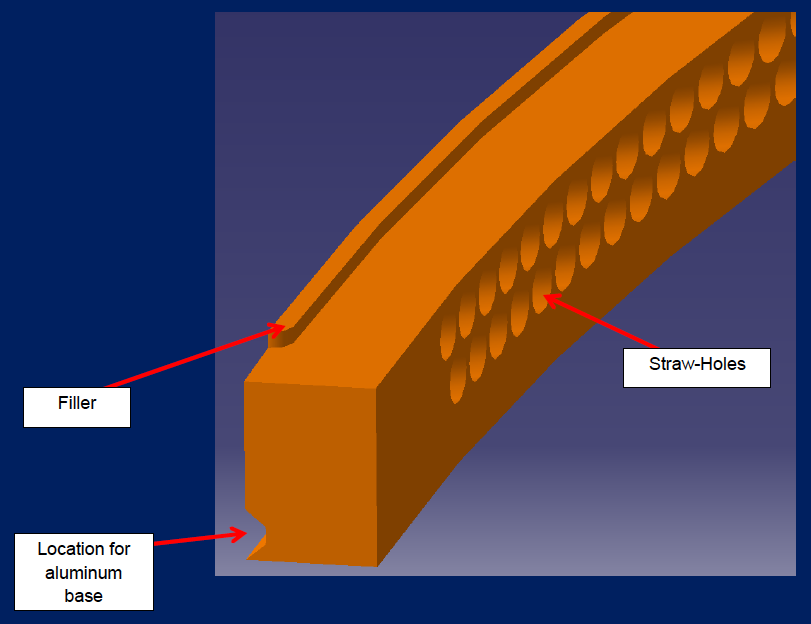 Straw-Holes
Filler
Location for
aluminum
base